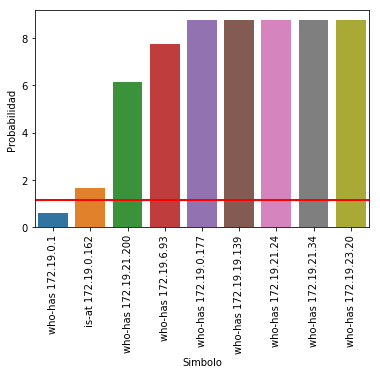 Probabilidad
8
6
4
2
0
who-has 172.19.0.1
is-at 172.19.0.162
who-has 172.19.21.200
who-has 172.19.6.93
who-has 172.19.0.177
who-has 172.19.19.139
who-has 172.19.21.24
who-has 172.19.21.34
who-has 172.19.23.20
Simbolo